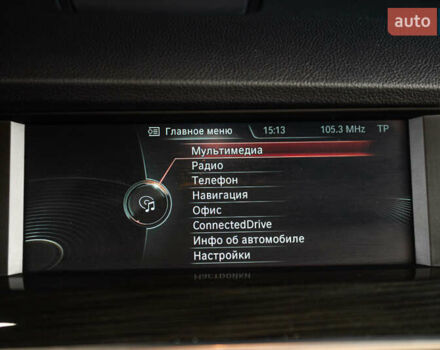 auto
Главное меню 15:13 105.3 MHz TP
Мультимедиа
Радио
Телефон
Навигация
Офис
ConnectedDrive
Инфо об автомобиле
Настройки